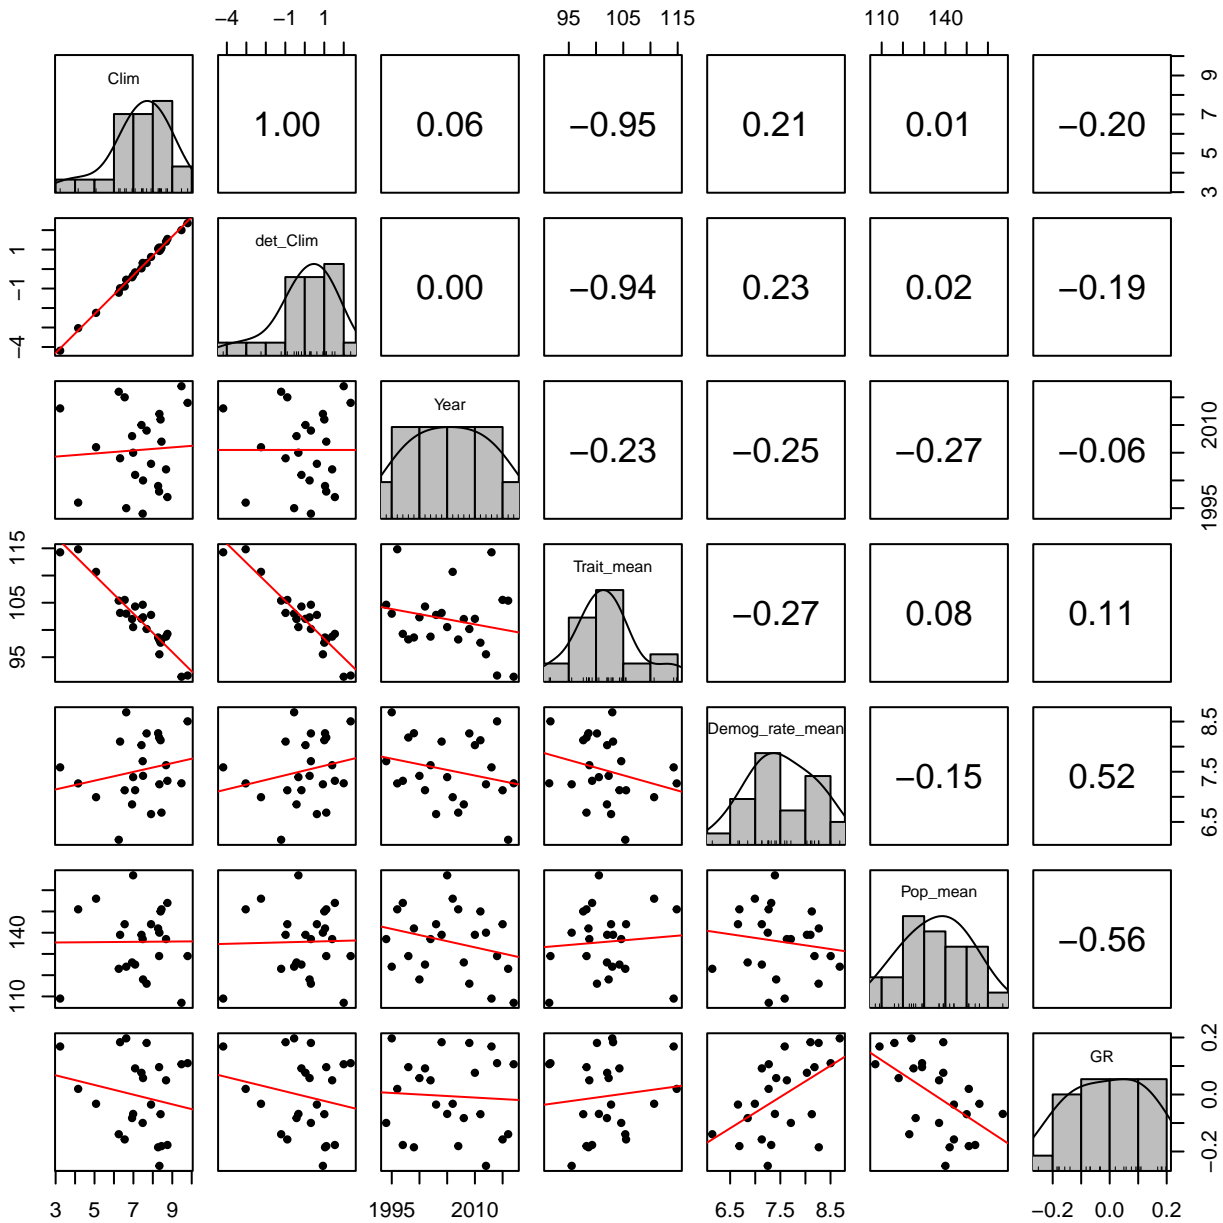 −4 −1 1 95 105 115 110 140
Clim 1.00 0.06 −0.95 0.21 0.01 −0.20 3 5 7 9
−4 −1 1 det_Clim 0.00 −0.94 0.23 0.02 −0.19
Year −0.23 −0.25 −0.27 −0.06 1995 2010
95 105 115 Trait_mean −0.27 0.08 0.11
Demog_rate_mean −0.15 0.52 6.5 7.5 8.5
110 140 Pop_mean −0.56
GR −0.2 0.0 0.2
3 5 7 9 1995 2010 6.5 7.5 8.5 −0.2 0.0 0.2